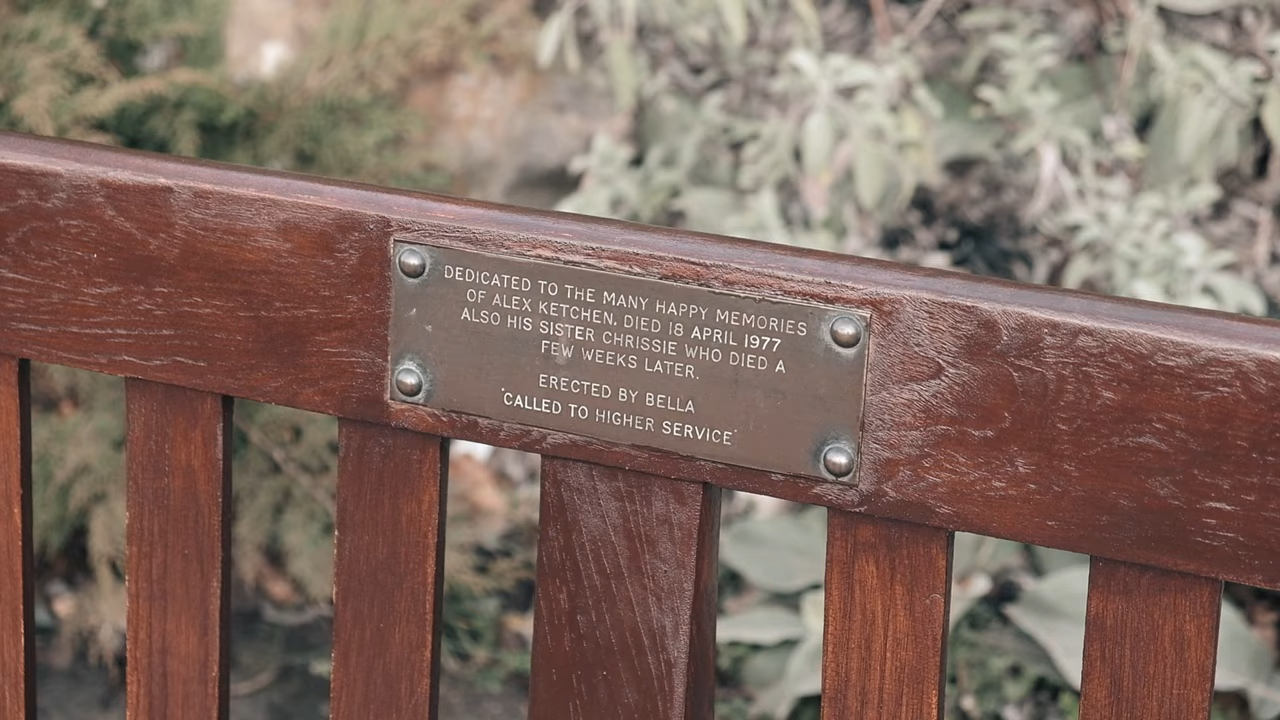 DEDICATED TO THE MANY HAPPY MEMORIES
OF ALEX KETCHEN, DIED 18 APRIL 1977
ALSO HIS SISTER CHRISSIE WHO DIED A
FEW WEEKS LATER.
ERECTED BY BELLA
'CALLED TO HIGHER SERVICE'